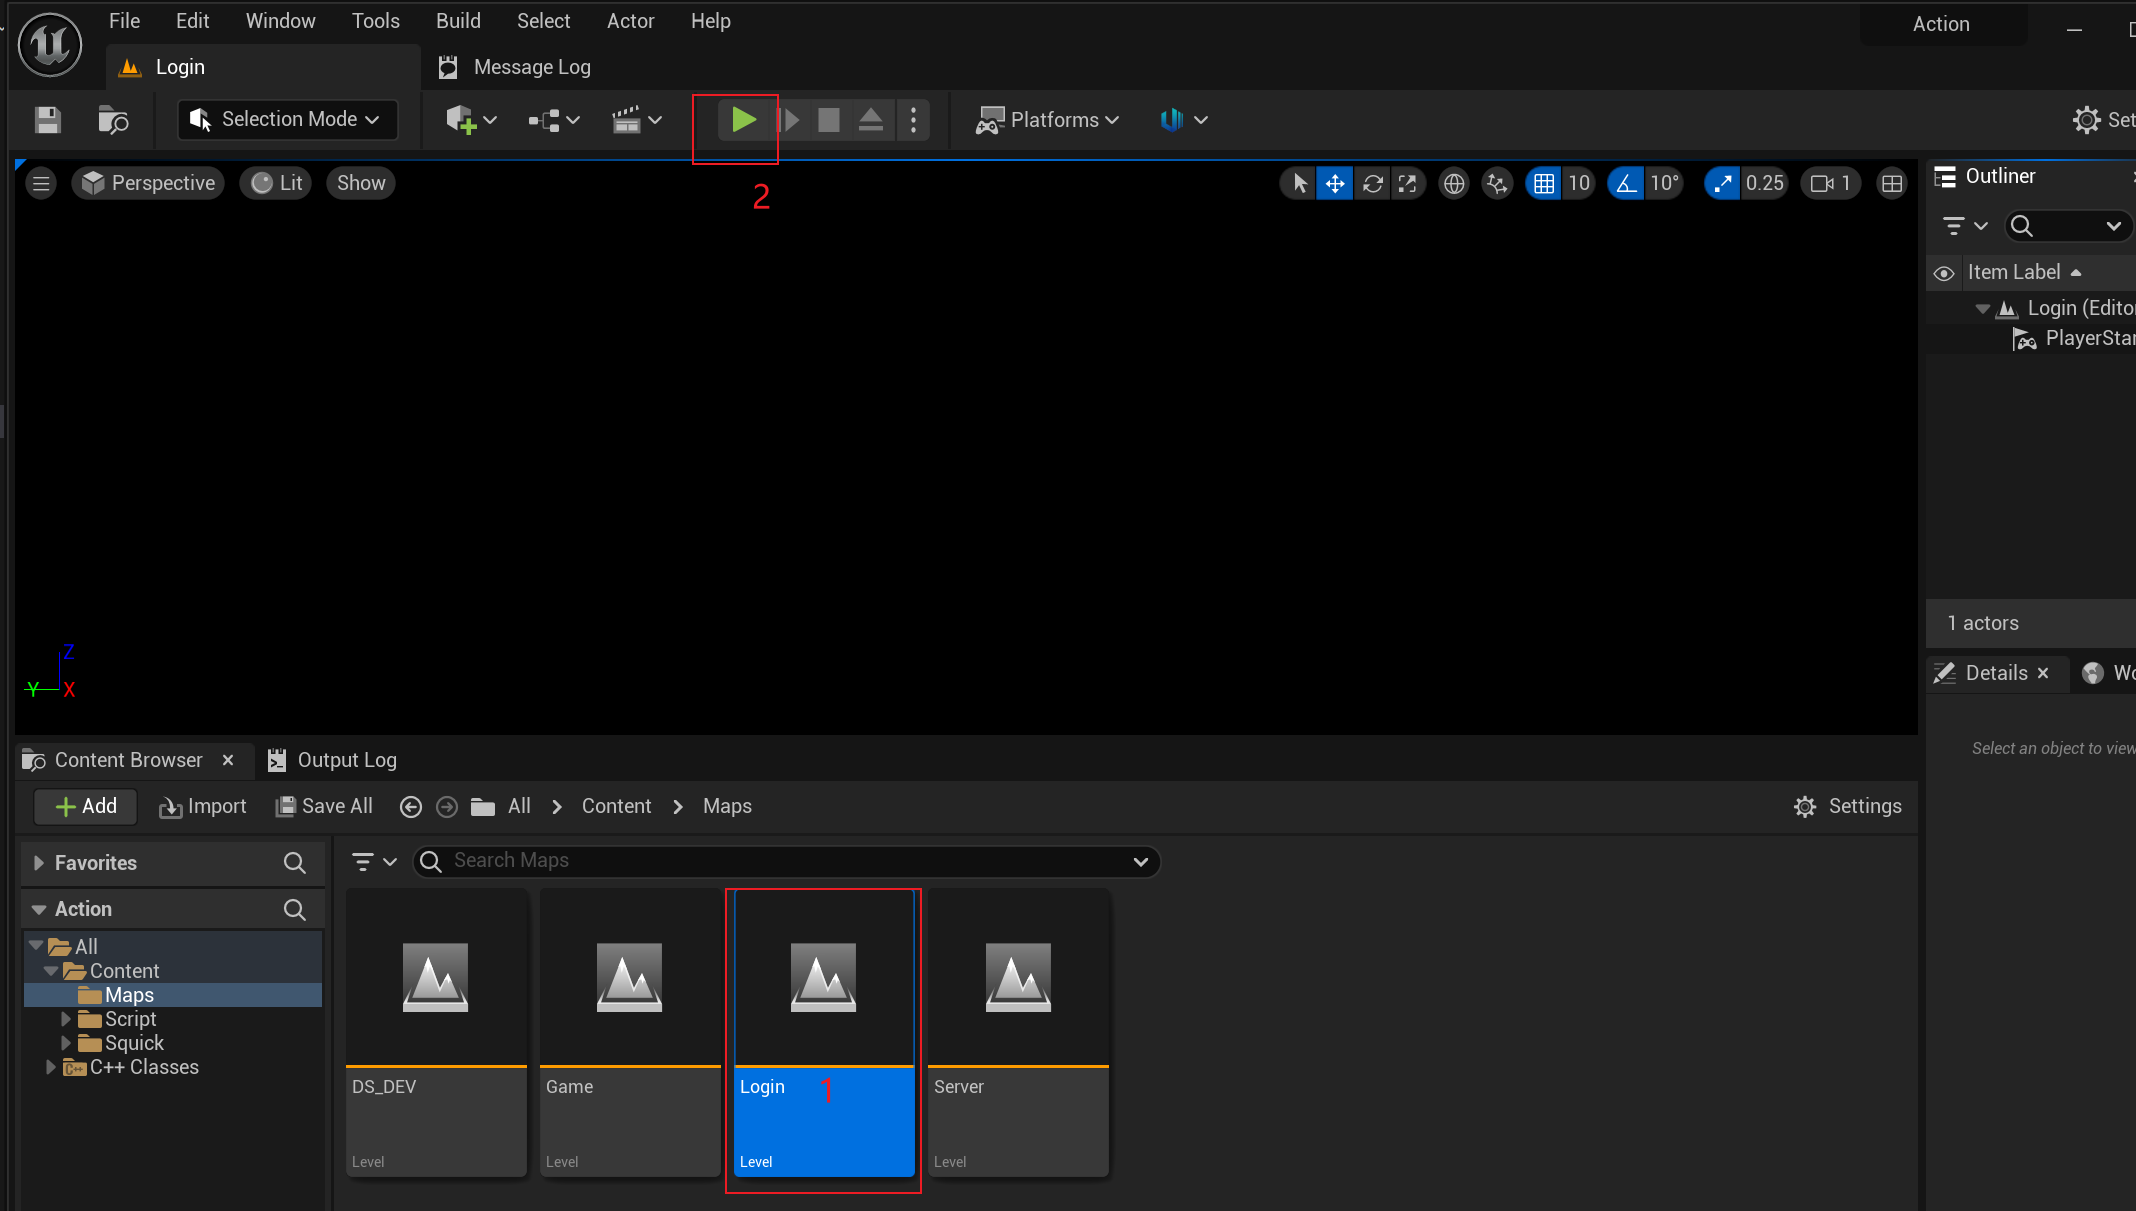 File Edit Window Tools Build Select Actor Help Action
Login Message Log
Selection Mode Platforms Set
2
Perspective Lit Show 10 10° 0.25 1
Outliner
Item Label
Login (Editor
PlayerStar
Z
Y X
1 actors
Details Wo
Select an object to view
Content Browser Output Log
Add Import Save All All Content Maps Settings
Favorites
Search Maps
Action
All
Content
Maps
Script
Squick
C++ Classes
DS_DEV
Level
Game
Level
Login 1
Level
Server
Level